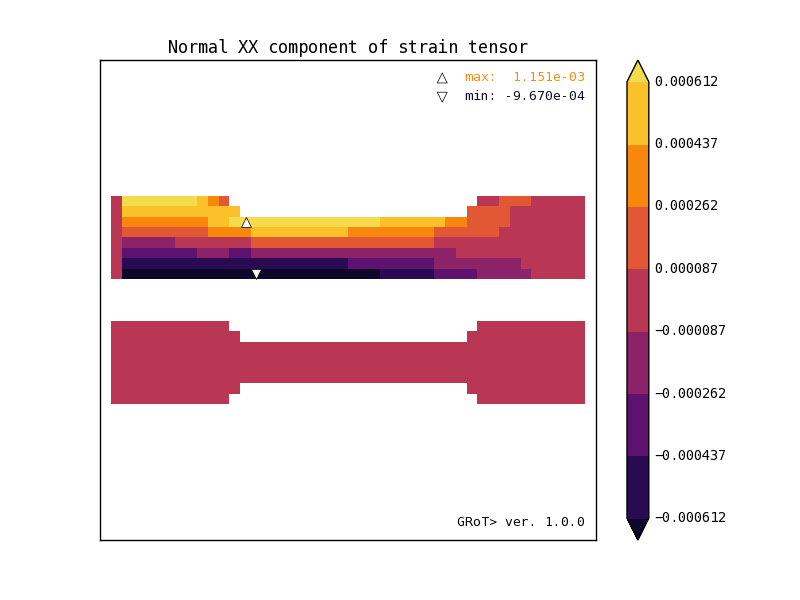 Normal XX component of strain tensor
△ max: 1.151e-03
▽ min: -9.670e-04
0.000612
0.000437
0.000262
0.000087
−0.000087
−0.000262
−0.000437
−0.000612
GRoT> ver. 1.0.0